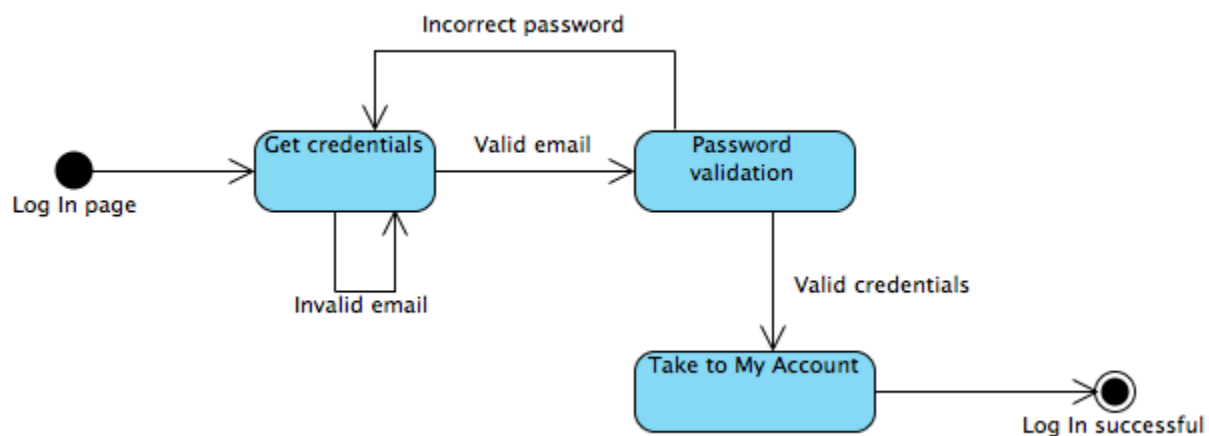 Incorrect password
Get credentials
Valid email
Password
validation
Log In page
Invalid email
Valid credentials
Take to My Account
Log In successful